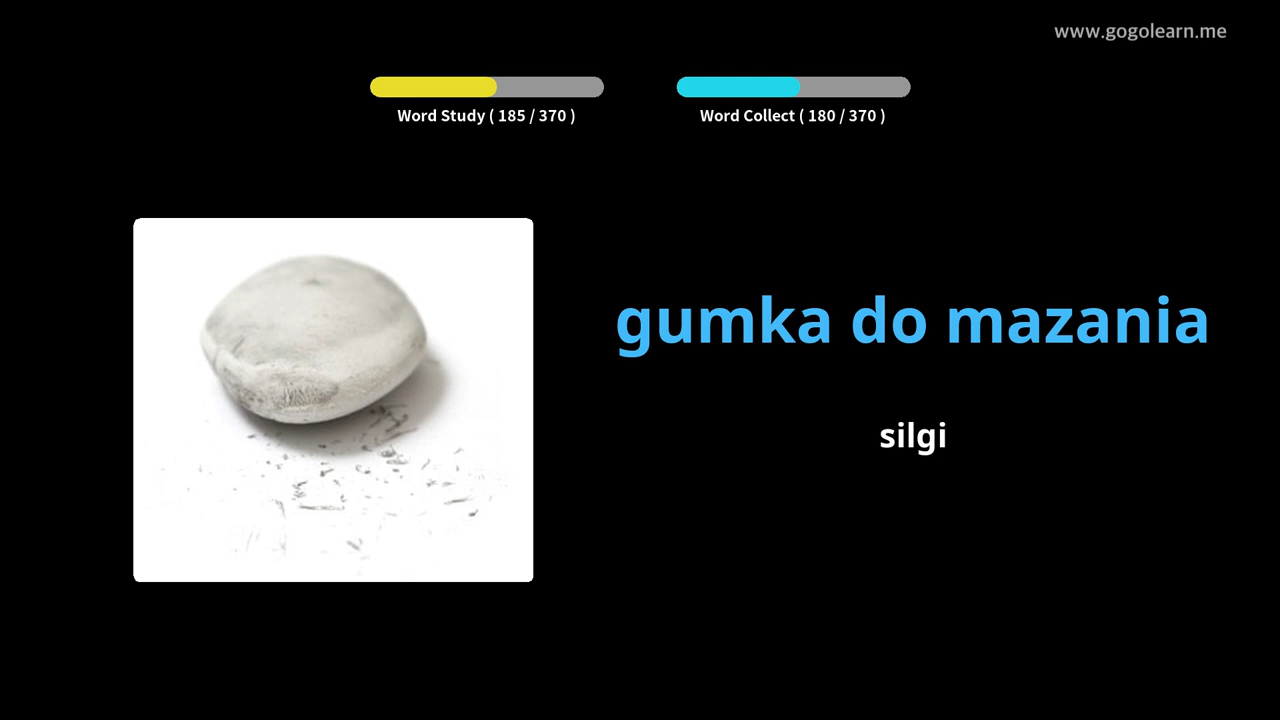 www.gogolearn.me
Word Study ( 185 / 370 )
Word Collect ( 180 / 370 )
gumka do mazania
silgi